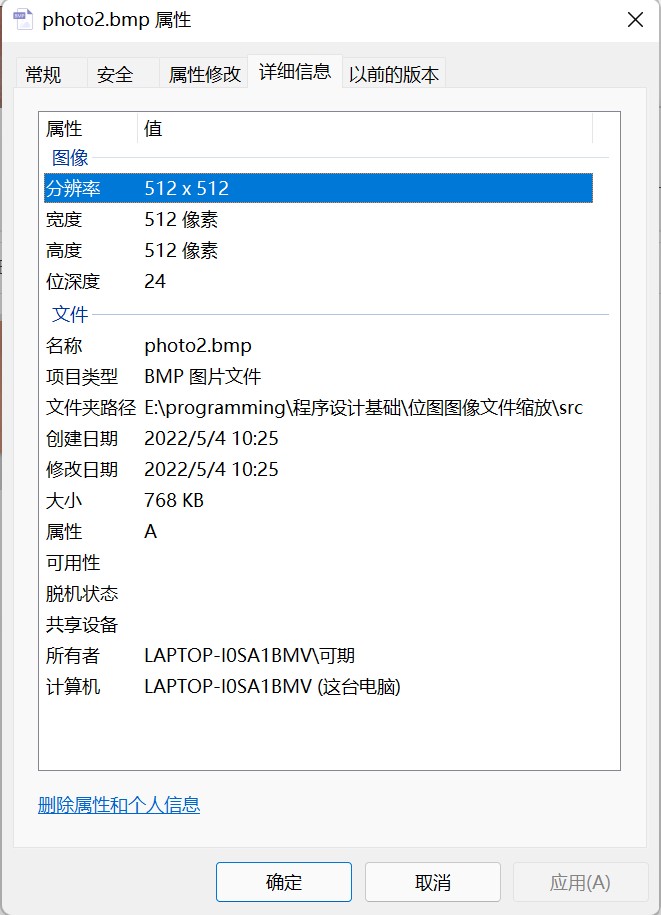 photo2.bmp 属性
常规 安全 属性修改 详细信息 以前的版本
属性 值
图像
分辨率 512 x 512
宽度 512 像素
高度 512 像素
位深度 24
文件
名称 photo2.bmp
项目类型 BMP 图片文件
文件夹路径 E:\programming\程序设计基础\位图图像文件缩放\src
创建日期 2022/5/4 10:25
修改日期 2022/5/4 10:25
大小 768 KB
属性 A
可用性
脱机状态
共享设备
所有者 LAPTOP-I0SA1BMV\可期
计算机 LAPTOP-I0SA1BMV (这台电脑)
删除属性和个人信息
确定 取消 应用(A)